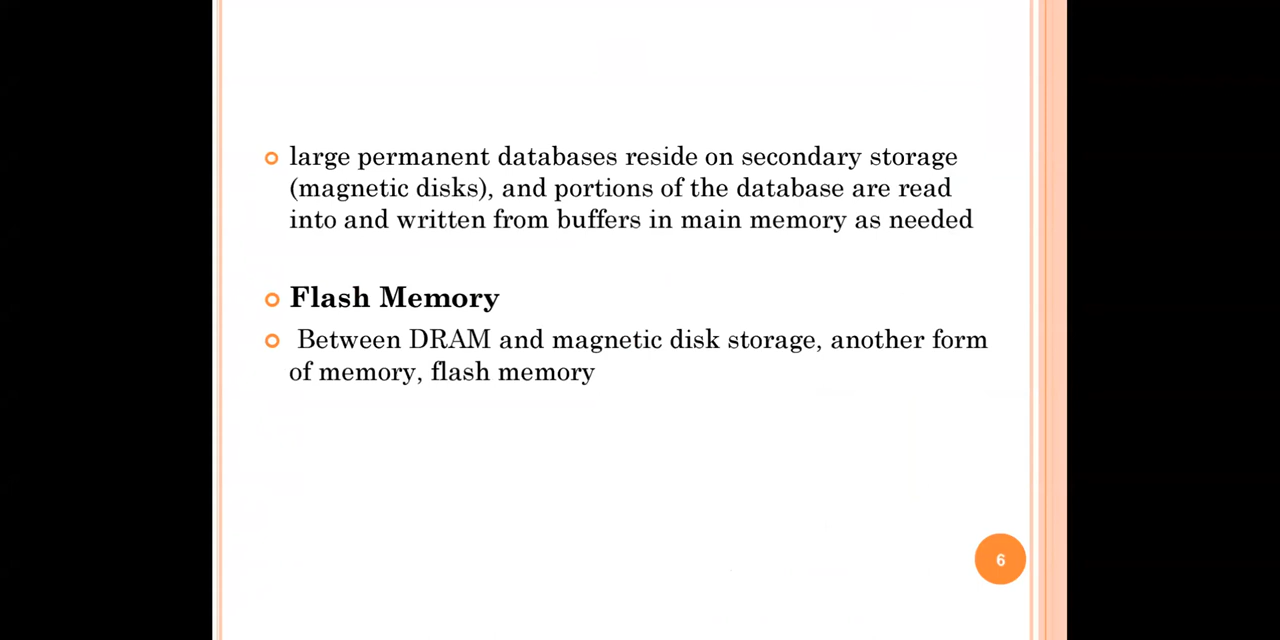 large permanent databases reside on secondary storage
(magnetic disks), and portions of the database are read
into and written from buffers in main memory as needed
Flash Memory
Between DRAM and magnetic disk storage, another form
of memory, flash memory
6